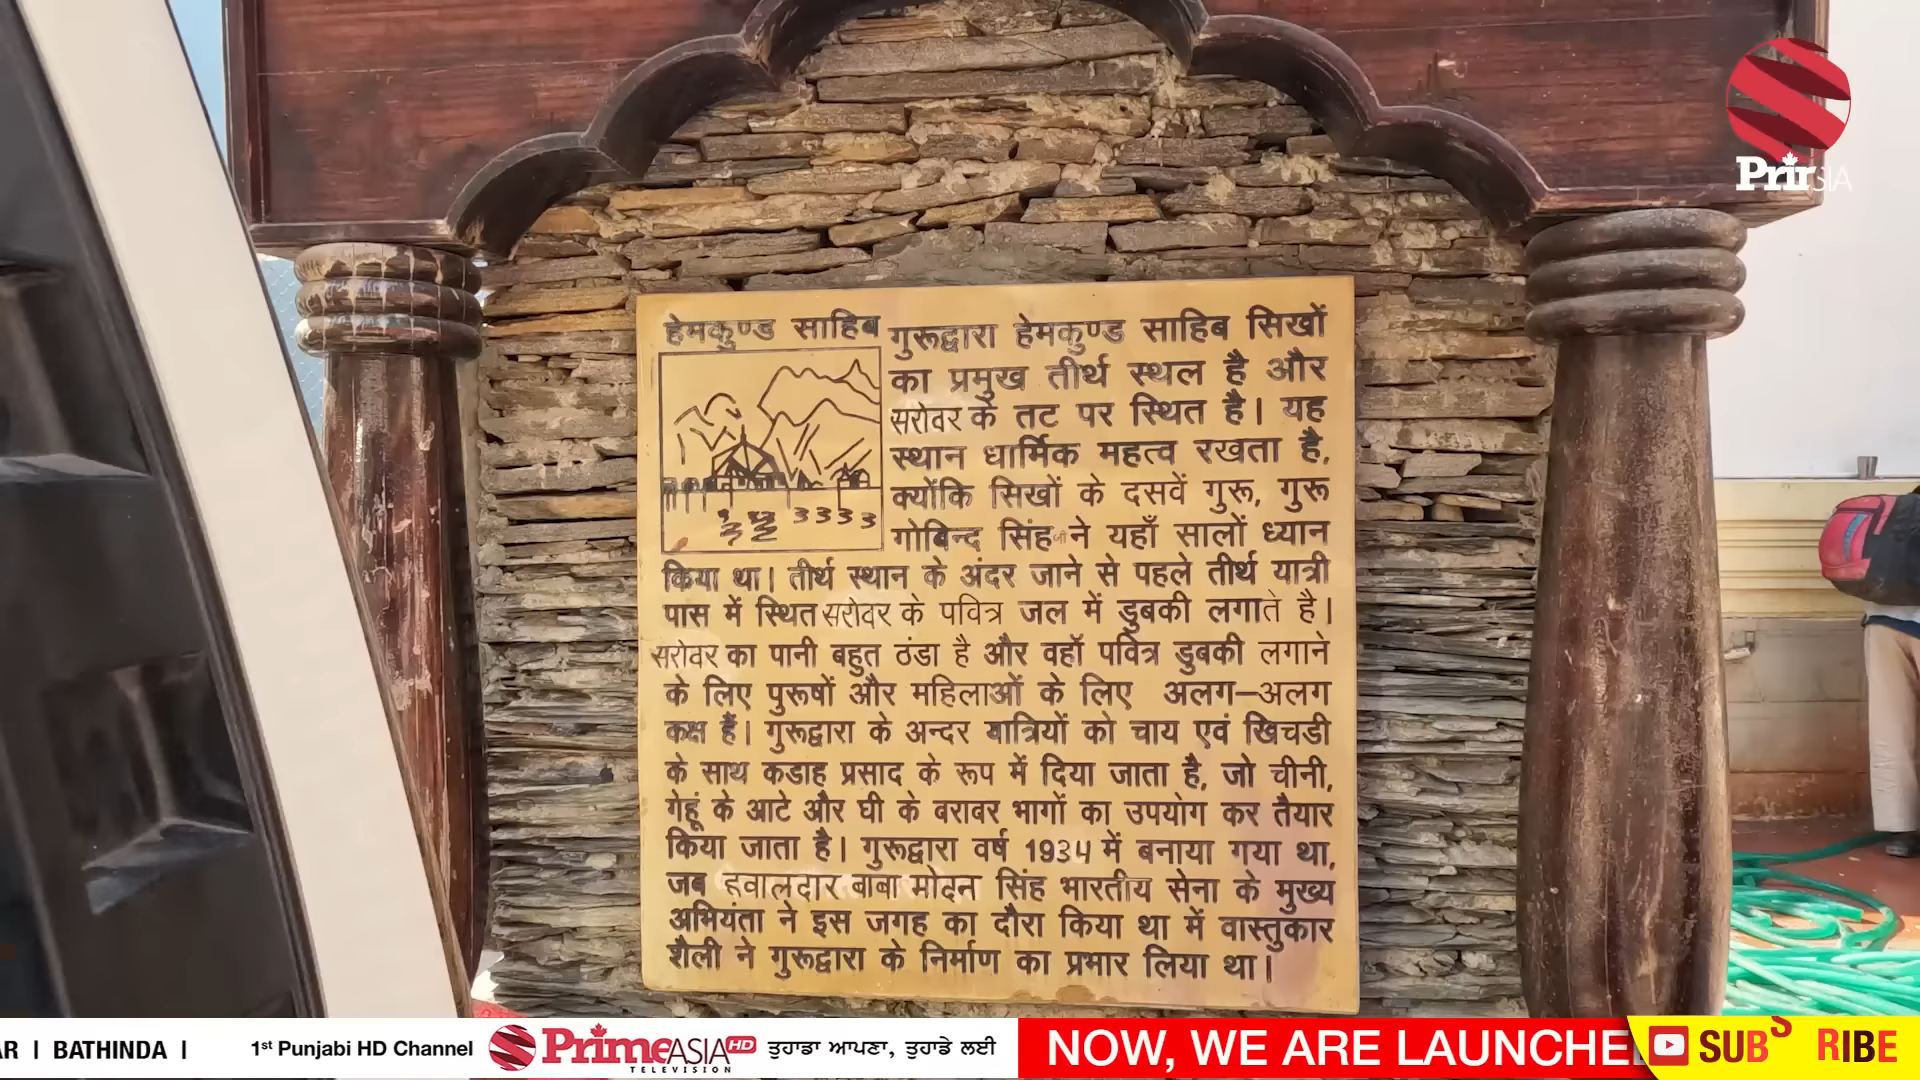 हेमकुण्ड साहिब
गुरूद्वारा हेमकुण्ड साहिब सिखों
का प्रमुख तीर्थ स्थल है और
सरोवर के तट पर स्थित है। यह
स्थान धार्मिक महत्व रखता है,
क्योंकि सिखों के दसवें गुरू, गुरू
गोबिन्द सिंह जी ने यहाँ सालों ध्यान
किया था। तीर्थ स्थान के अंदर जाने से पहले तीर्थ यात्री
पास में स्थित सरोवर के पवित्र जल में डुबकी लगाते है।
सरोवर का पानी बहुत ठंडा है और वहॉ पवित्र डुबकी लगाने
के लिए पुरूषों और महिलाओं के लिए अलग–अलग
कक्ष हैं। गुरूद्वारा के अन्दर यात्रियों को चाय एवं खिचडी
के साथ कडाह प्रसाद के रूप में दिया जाता है, जो चीनी,
गेहूं के आटे और घी के बराबर भागों का उपयोग कर तैयार
किया जाता है। गुरूद्वारा वर्ष 1934 में बनाया गया था,
जब हवालदार बाबा मोदन सिंह भारतीय सेना के मुख्य
अभियंता ने इस जगह का दौरा किया था में वास्तुकार
शैली ने गुरूद्वारा के निर्माण का प्रभार लिया था।
AR | BATHINDA |
1st Punjabi HD Channel
PrimeASIA HD
TELEVISION
ਤੁਹਾਡਾ ਆਪਣਾ, ਤੁਹਾਡੇ ਲਈ
NOW, WE ARE LAUNCHE
SUBS RIBE